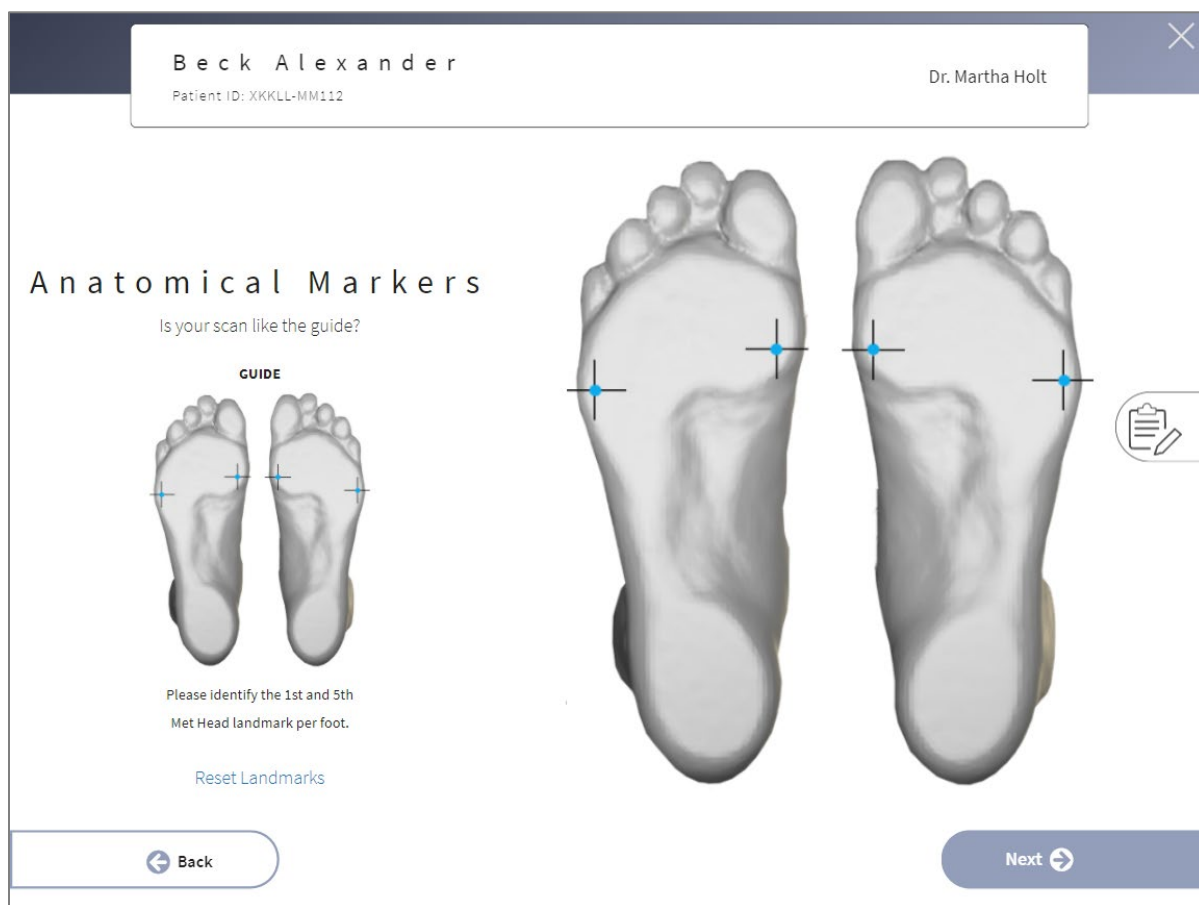 Beck Alexander
Patient ID: XKKLL-MM112
Dr. Martha Holt
Anatomical Markers
Is your scan like the guide?
GUIDE
Please identify the 1st and 5th
Met Head landmark per foot.
Reset Landmarks
Back
Next